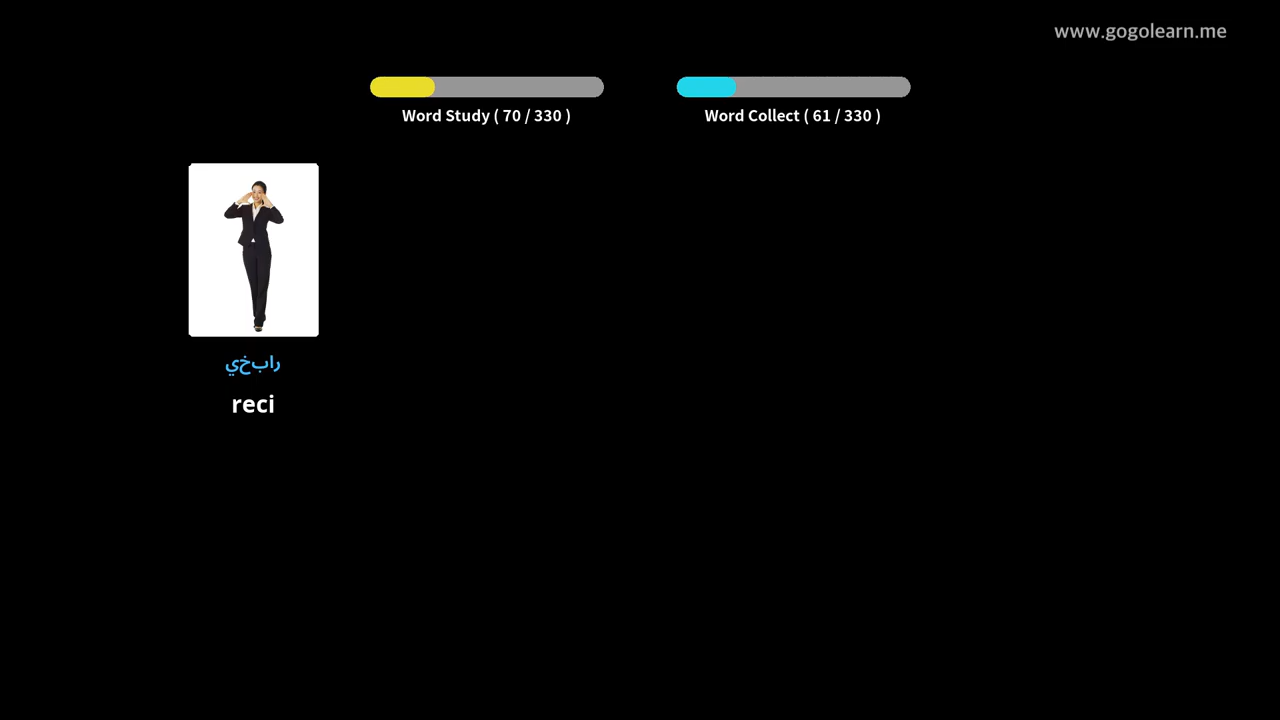 www.gogolearn.me
Word Study ( 70 / 330 )
Word Collect ( 61 / 330 )
رابخي
reci